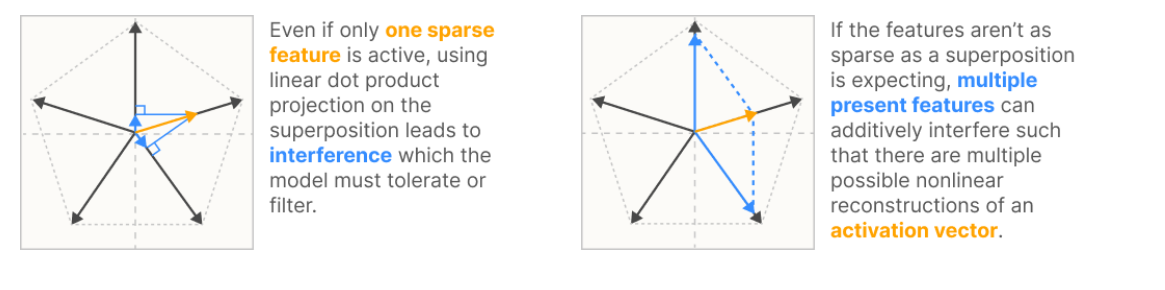 Even if only one sparse
feature is active, using
linear dot product
projection on the
superposition leads to
interference which the
model must tolerate or
filter.
If the features aren’t as
sparse as a superposition
is expecting, multiple
present features can
additively interfere such
that there are multiple
possible nonlinear
reconstructions of an
activation vector.